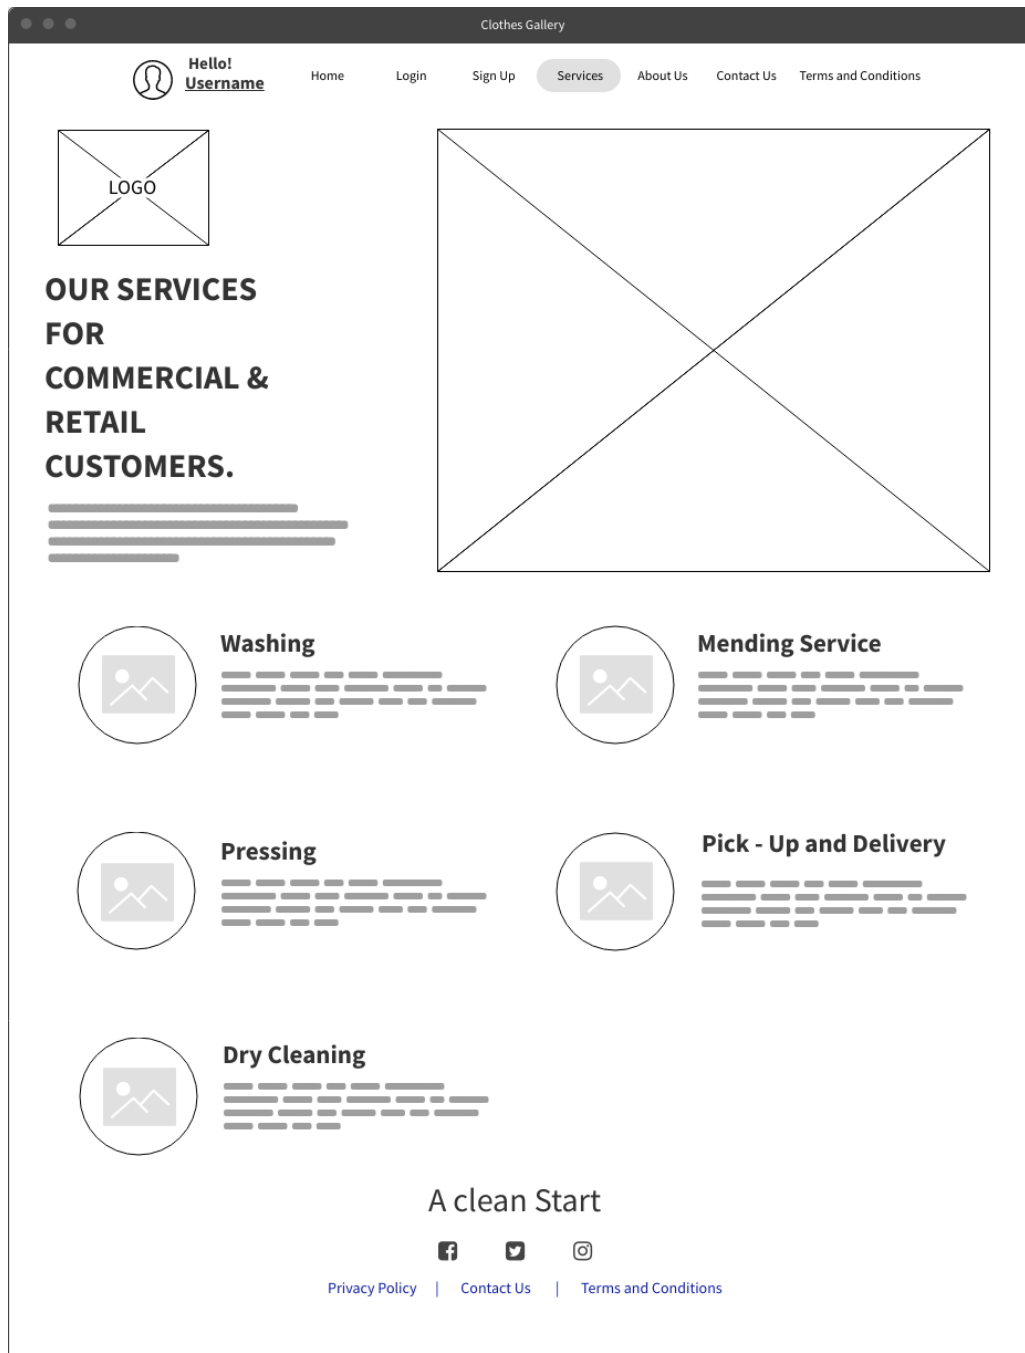 Clothes Gallery
Hello!
Username
Home
Login
Sign Up
Services
About Us
Contact Us
Terms and Conditions
LOGO
OUR SERVICES
FOR
COMMERCIAL &
RETAIL
CUSTOMERS.
Washing
Mending Service
Pressing
Pick - Up and Delivery
Dry Cleaning
A clean Start
Privacy Policy | Contact Us | Terms and Conditions